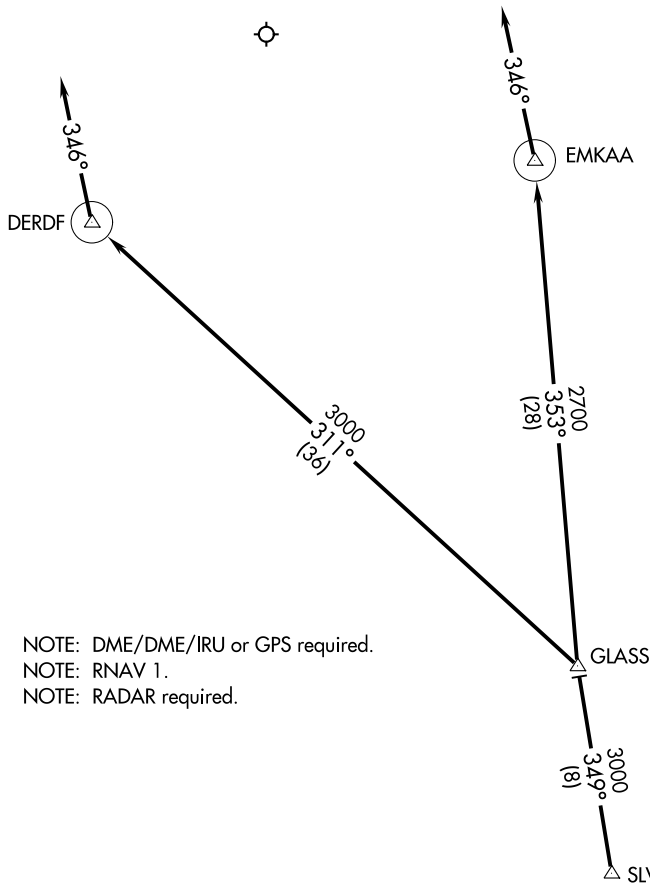 346°
346°
EMKAA
DERDF
2700
353°
(28)
3000
311°
(36)
NOTE: DME/DME/IRU or GPS required.
NOTE: RNAV 1.
NOTE: RADAR required.
GLASS
3000
349°
(8)